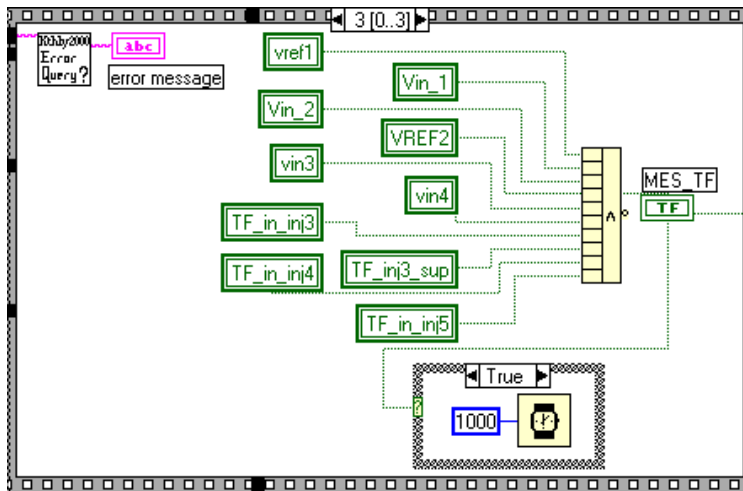 3 [0..3]
Kthly2000
Error
Query?
abc
error message
vref1
Vin_1
Vin_2
VREF2
vin3
vin4
TF_in_inj3
TF_in_inj4
TF_inj3_sup
TF_in_inj5
MES_TF
TF
True
?
1000